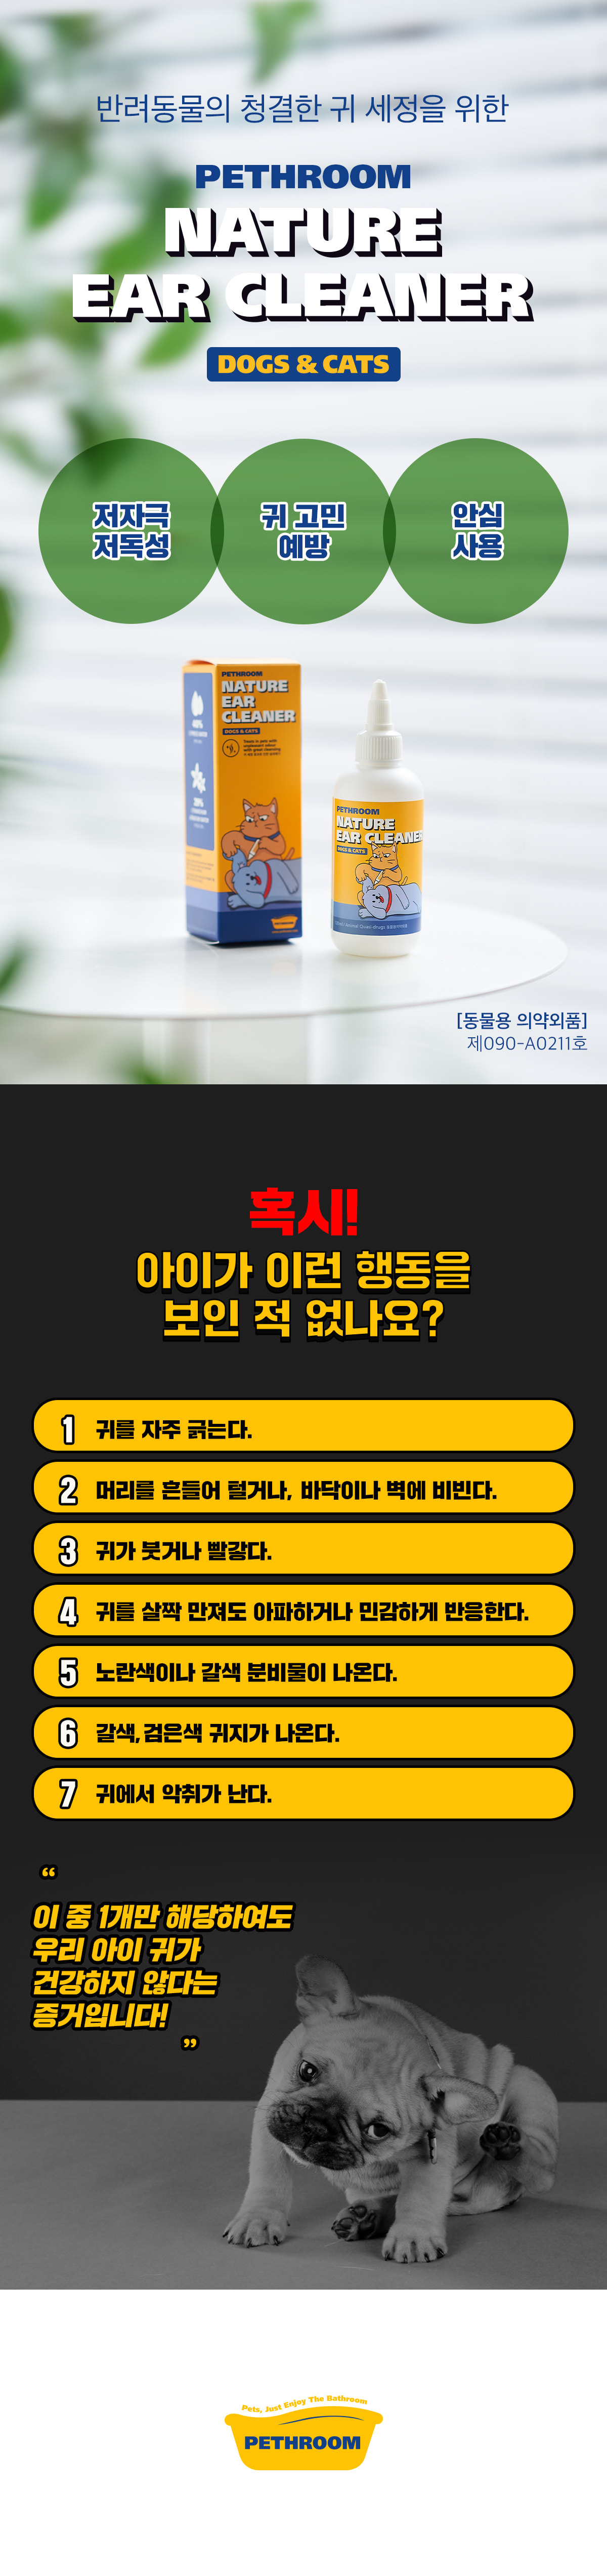 반려동물의 청결한 귀 세정을 위한
PETHROOM
NATURE
EAR CLEANER
DOGS & CATS
저자극
저독성
귀 고민
예방
안심
사용
PETHROOM
NATURE
EAR
CLEANER
DOGS & CATS
PETHROOM
NATURE
EAR CLEANER
DOGS & CATS
[동물용 의약외품]
제090-A0211호
혹시!
아이가 이런 행동을
보인 적 없나요?
1 귀를 자주 긁는다.
2 머리를 흔들어 털거나, 바닥이나 벽에 비빈다.
3 귀가 붓거나 빨갛다.
4 귀를 살짝 만져도 아파하거나 민감하게 반응한다.
5 노란색이나 갈색 분비물이 나온다.
6 갈색, 검은색 귀지가 나온다.
7 귀에서 악취가 난다.
“
이 중 1개만 해당하여도
우리 아이 귀가
건강하지 않다는
증거입니다!
”
Pets, Just Enjoy The Bathroom
PETHROOM